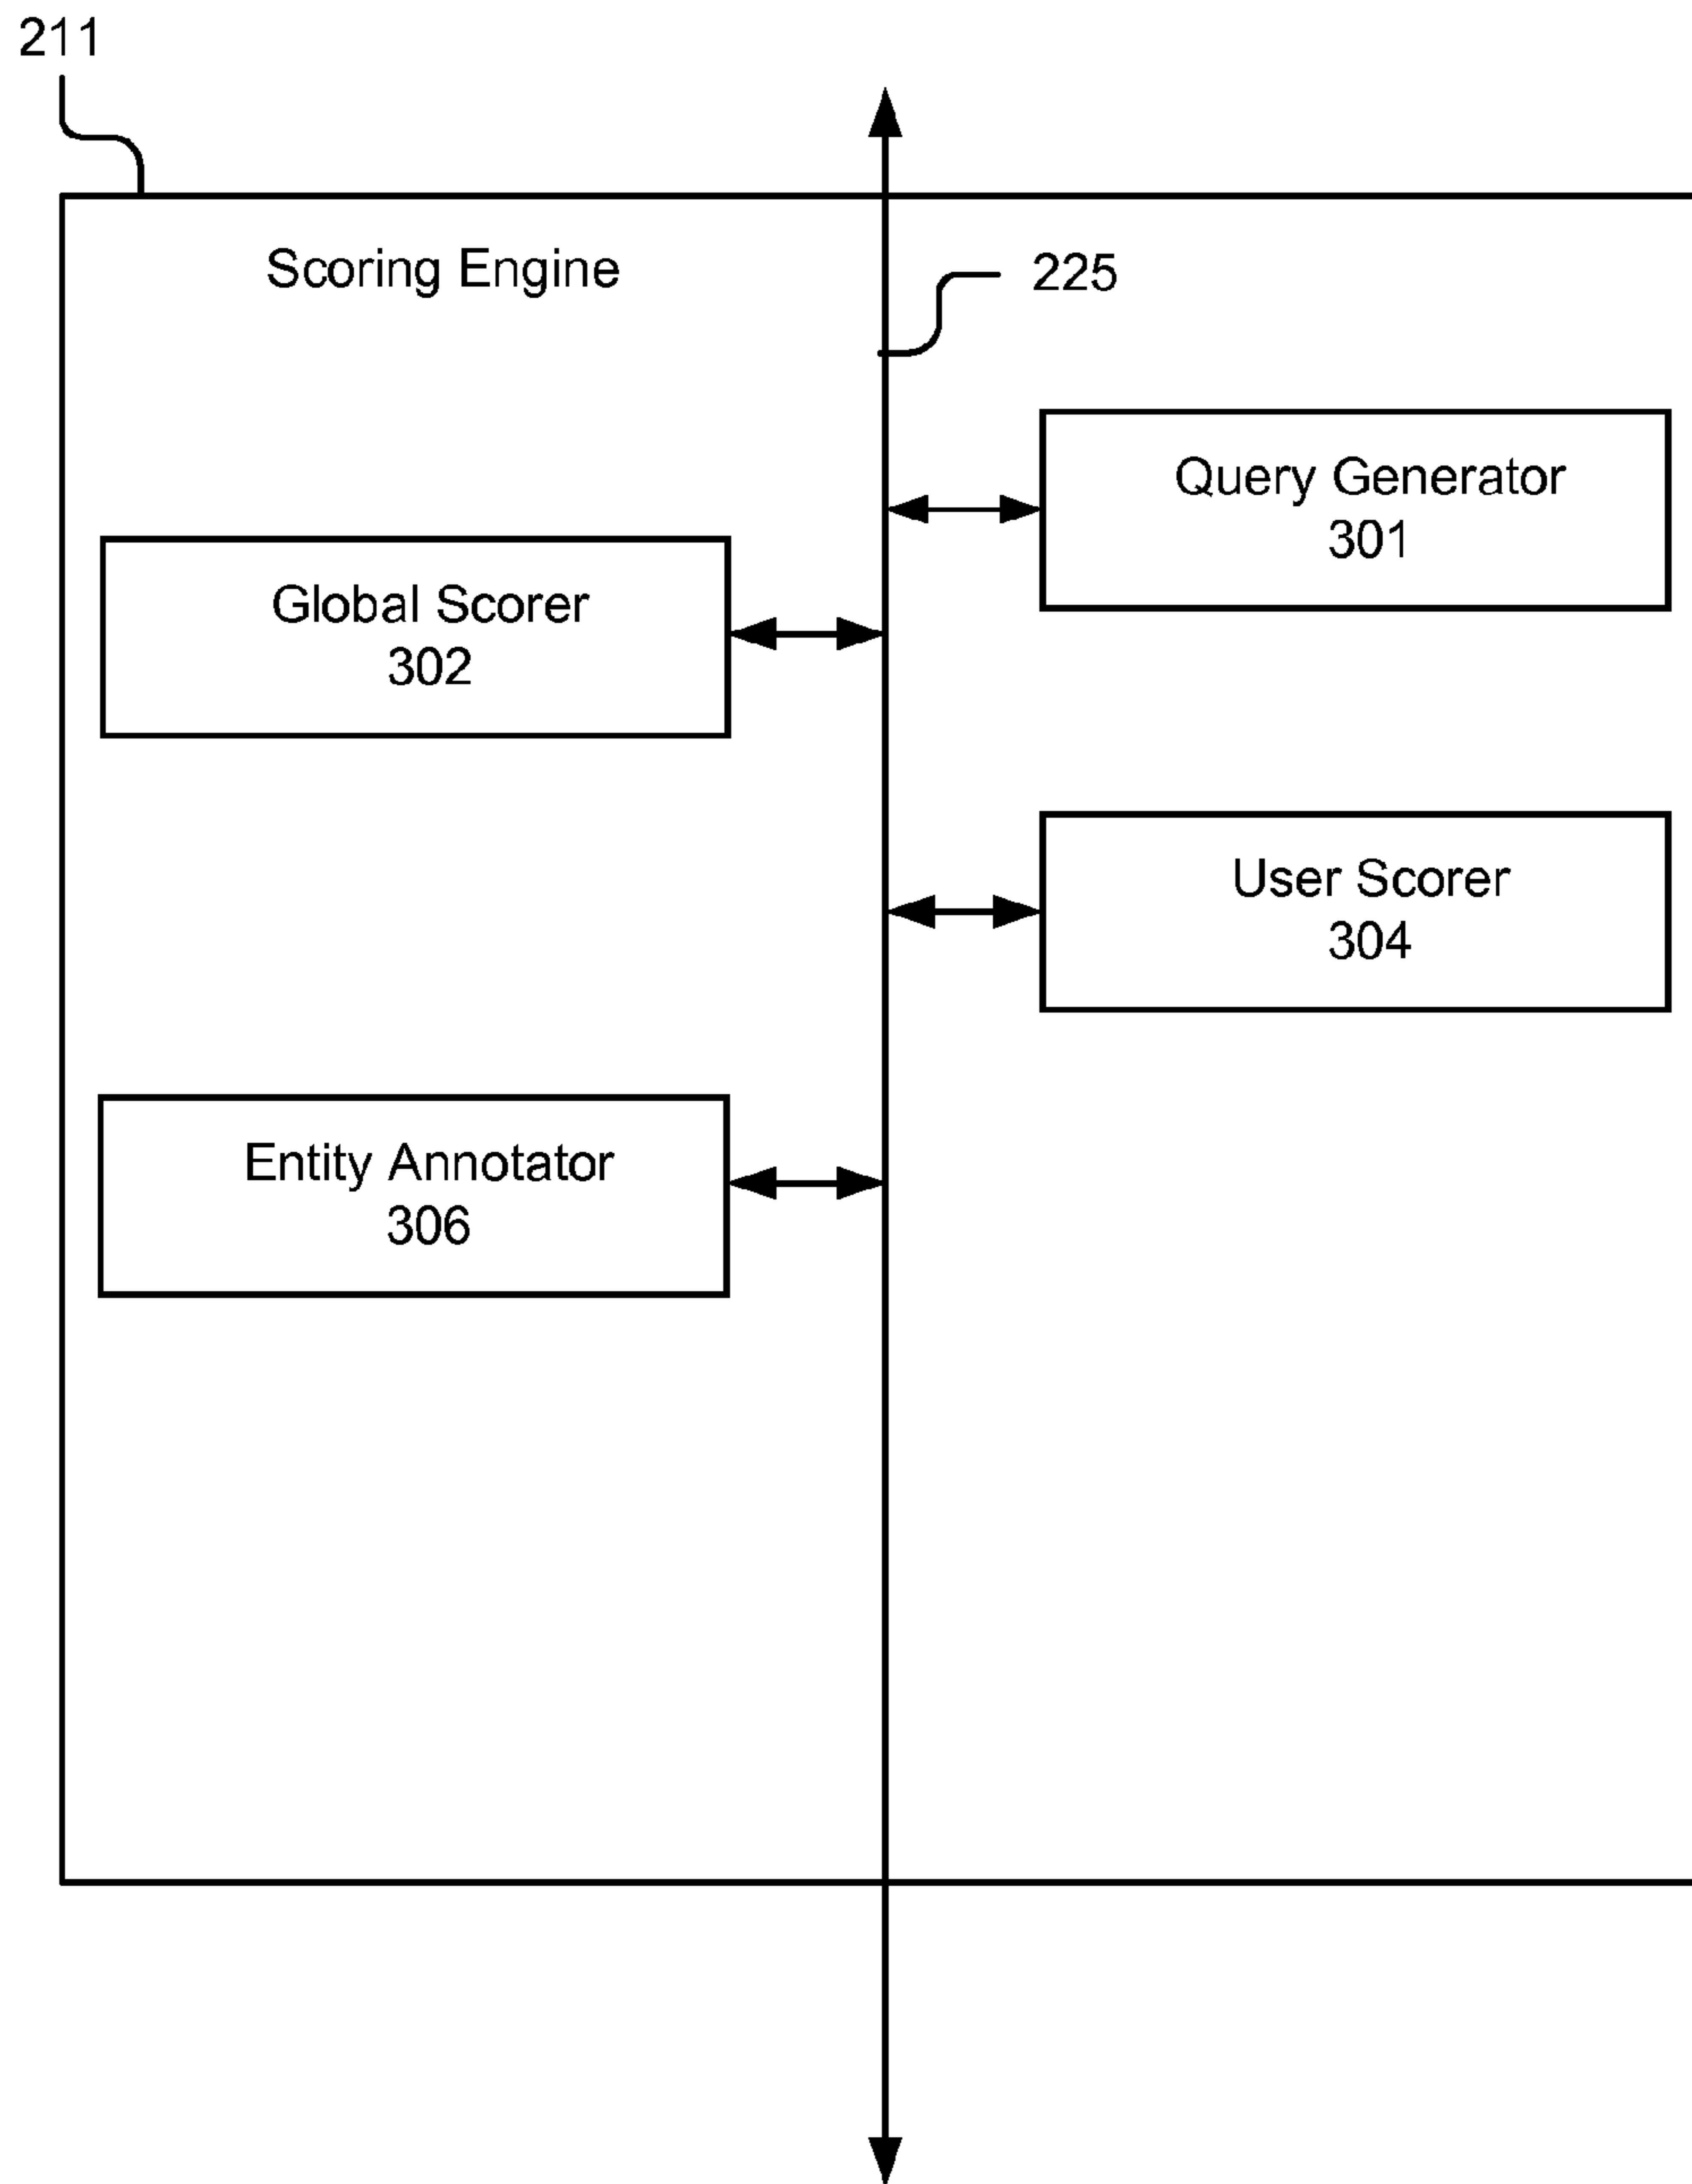 211
Scoring Engine
225
Query Generator
301
Global Scorer
302
User Scorer
304
Entity Annotator
306